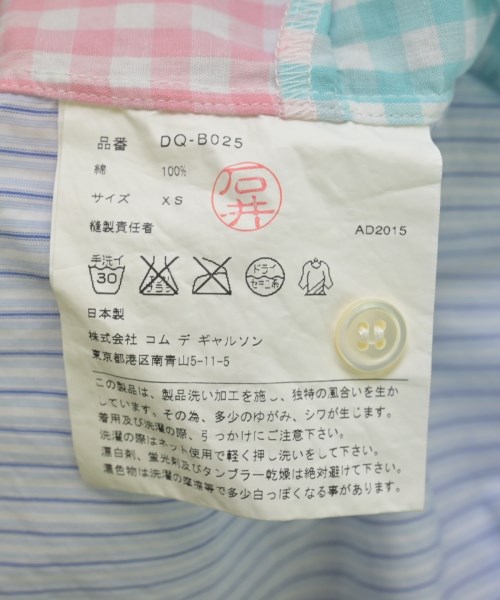 品番 DQ-B025
綿 100%
サイズ XS
石井
縫製責任者 AD2015
手洗イ
30
ドライ
セキユ系
日本製
株式会社 コム デ ギャルソン
東京都港区南青山5-11-5
この製品は、製品洗い加工を施し、独特の風合いを生か
しています。その為、多少のゆがみ、シワが生じます。
着用及び洗濯の際、引っかけにご注意下さい。
洗濯の際はネット使用で軽く押し洗いをして下さい。
漂白剤、蛍光剤及びタンブラー乾燥は絶対避けて下さい。
濃色物は洗濯の摩擦等で多少白っぽくなる事があります。